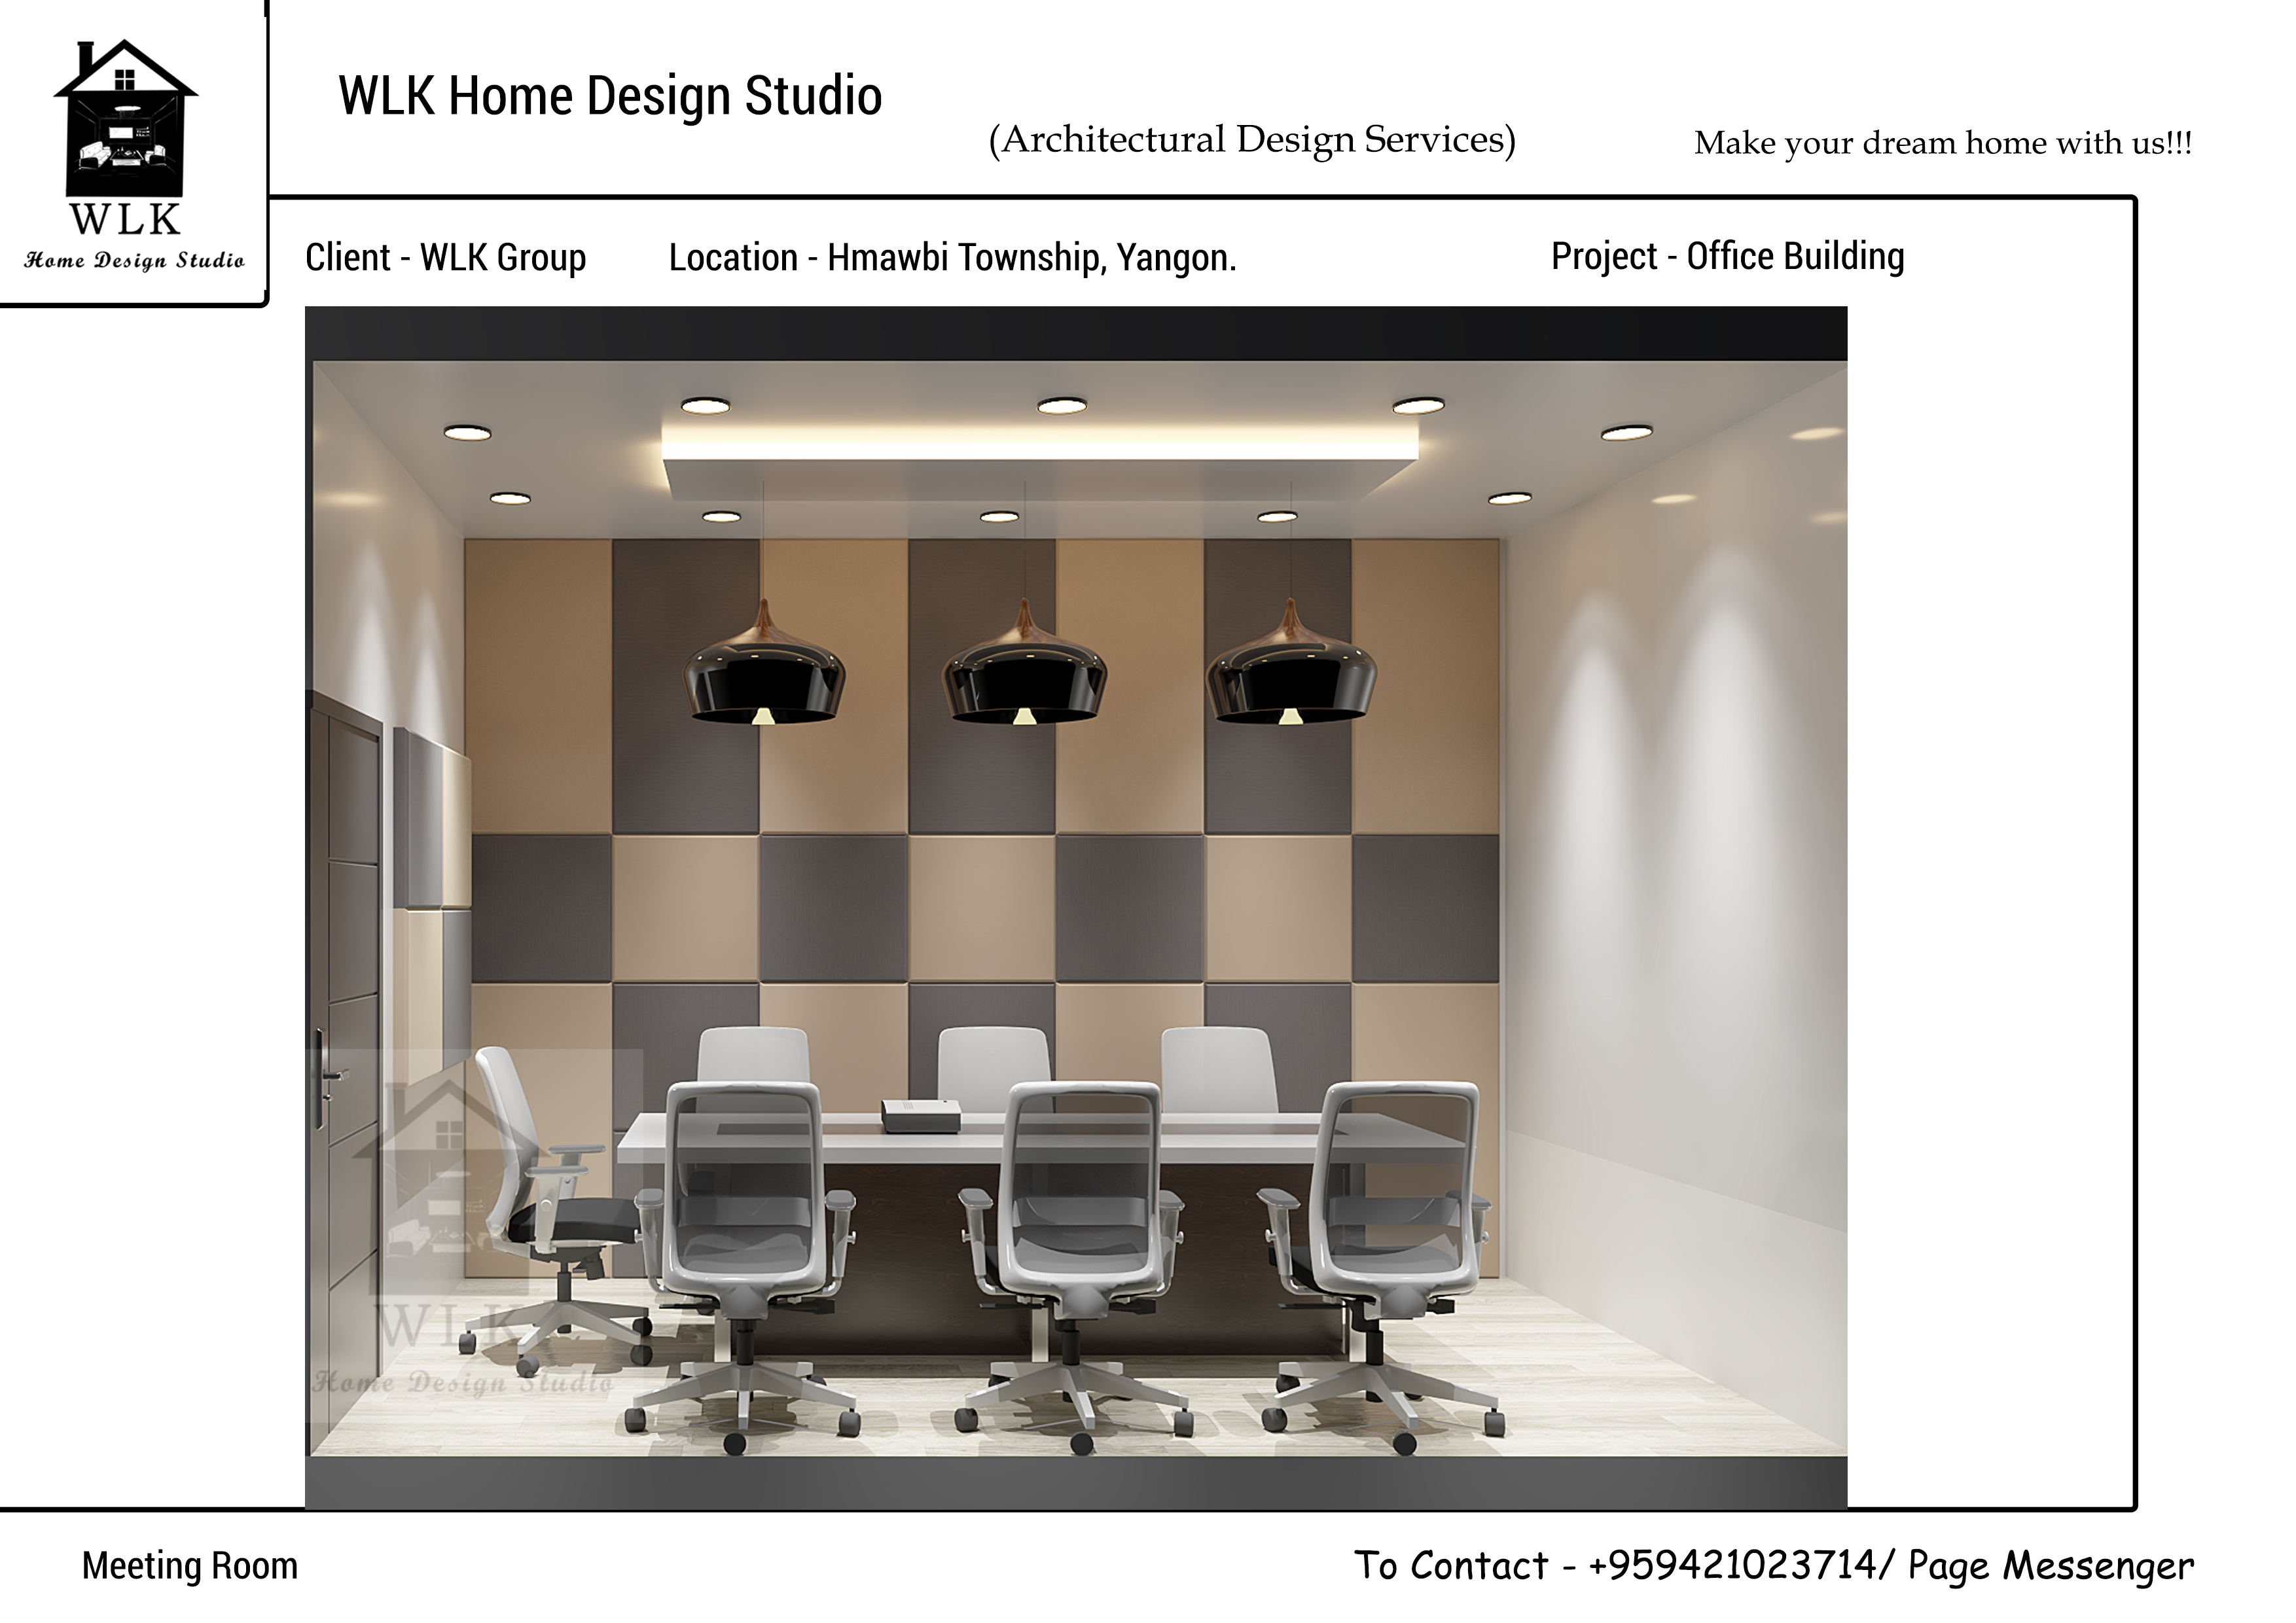 WLK Home Design Studio
(Architectural Design Services)
Make your dream home with us!!!
WLK
Home Design Studio
Client - WLK Group
Location - Hmawbi Township, Yangon.
Project - Office Building
WLK
Home Design Studio
Meeting Room
To Contact - +959421023714/ Page Messenger